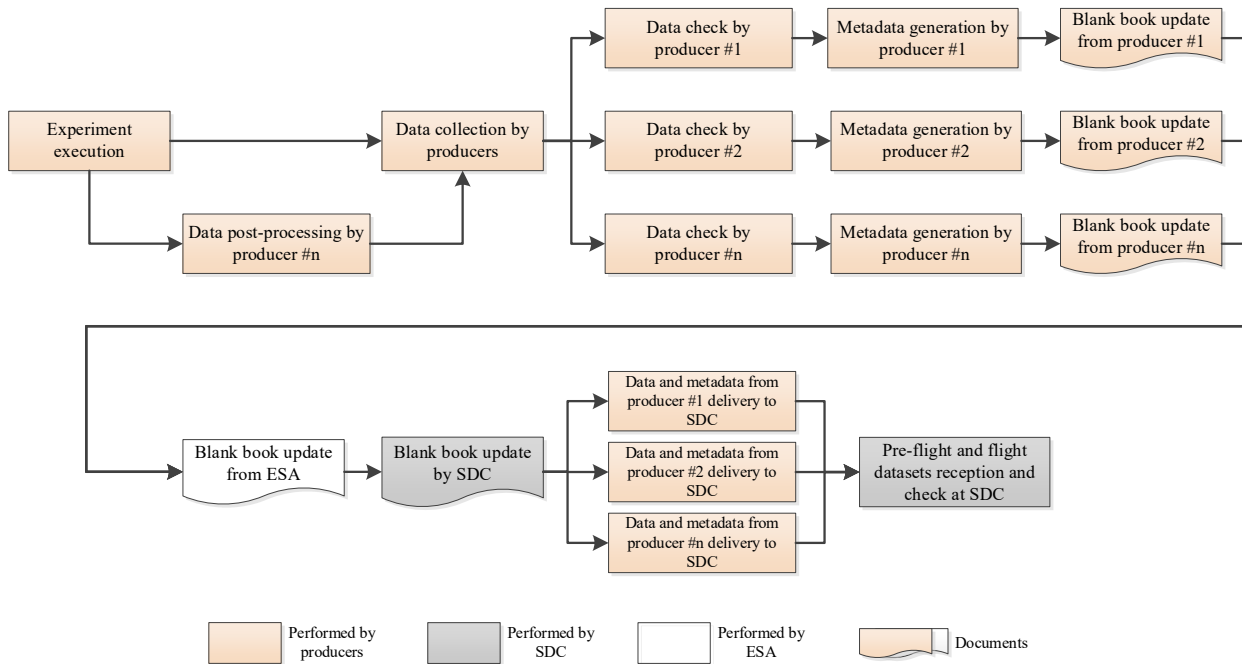 Data check by
producer #1
Metadata generation by
producer #1
Blank book update
from producer #1
Experiment
execution
Data collection by
producers
Data check by
producer #2
Metadata generation by
producer #2
Blank book update
from producer #2
Data post-processing by
producer #n
Data check by
producer #n
Metadata generation by
producer #n
Blank book update
from producer #n
Blank book update
from ESA
Blank book update
by SDC
Data and metadata from
producer #1 delivery to
SDC
Data and metadata from
producer #2 delivery to
SDC
Data and metadata from
producer #n delivery to
SDC
Pre-flight and flight
datasets reception and
check at SDC
Performed by
producers
Performed by
SDC
Performed by
ESA
Documents